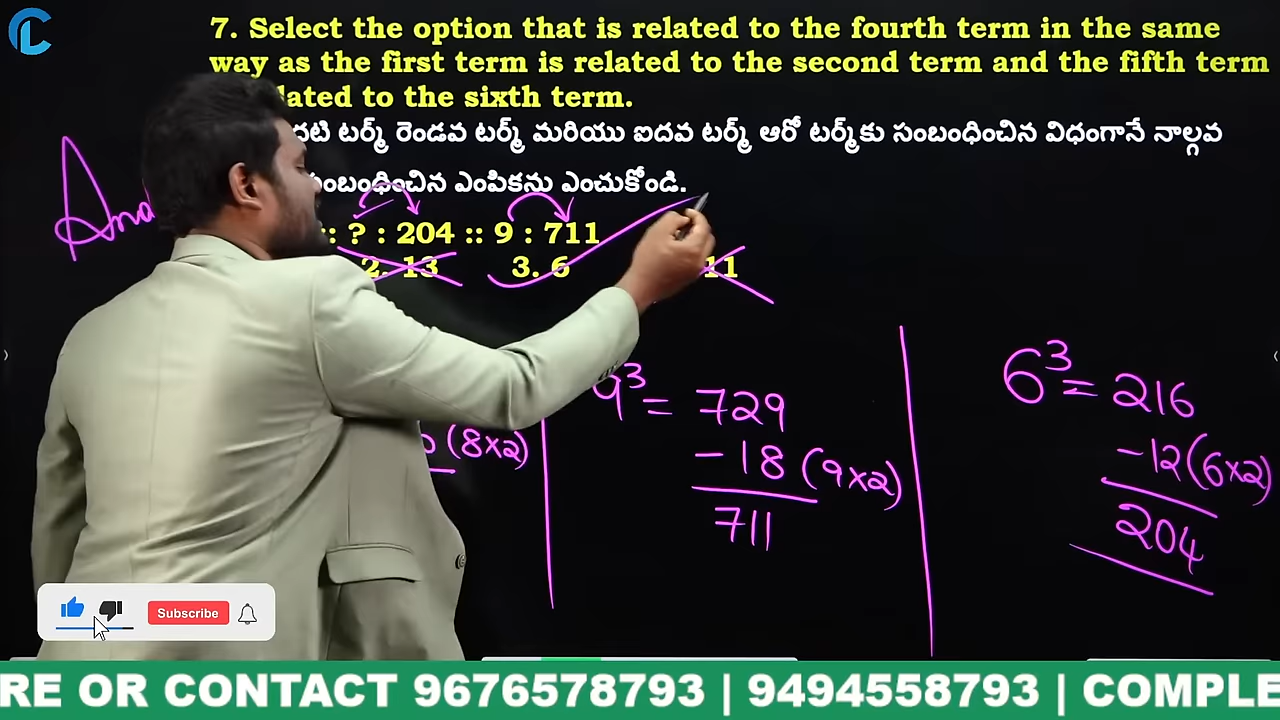 7. Select the option that is related to the fourth term in the same
way as the first term is related to the second term and the fifth term
lated to the sixth term.
దటి టర్మ్ రెండవ టర్మ్ మరియు ఐదవ టర్మ్ ఆరో టర్మ్‌కు సంబంధించిన విధంగానే నాల్గవ
సంబంధించిన ఎంపికను ఎంచుకోండి.
Ana
:: ? : 204 :: 9 : 711
2. 13 3. 6 11
(8x2)
9³ = 729
-18 (9x2)
711
6³ = 216
-12 (6x2)
204
Subscribe
RE OR CONTACT 9676578793 | 9494558793 | COMPLE